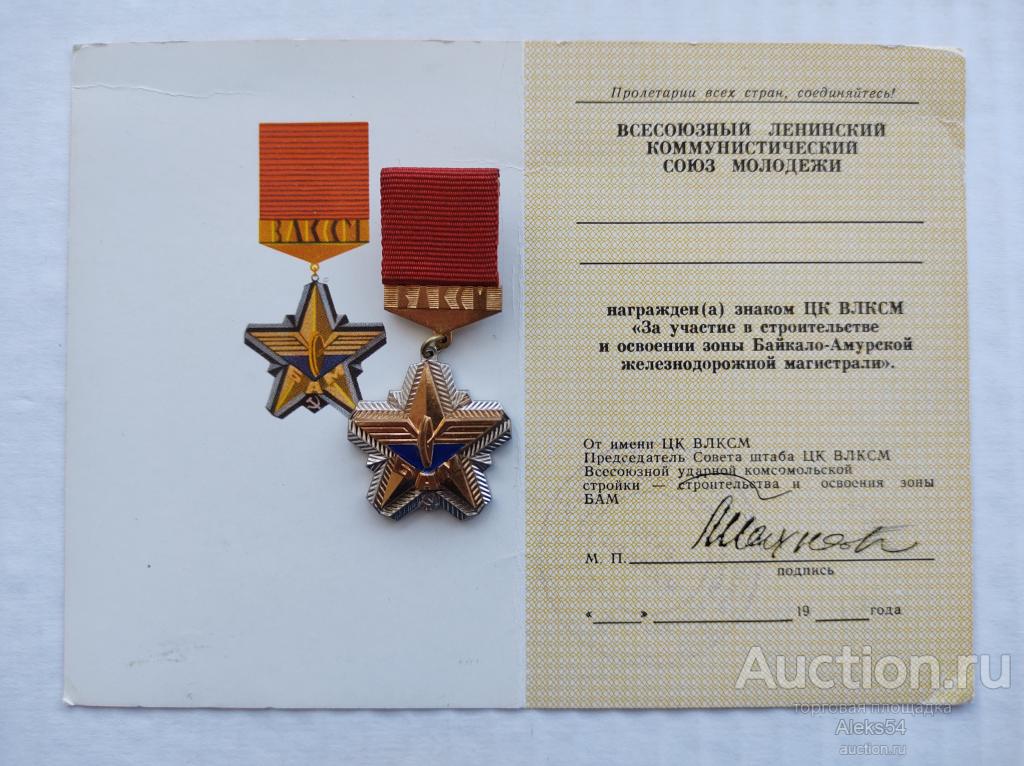 ВЛКСМ
БАМ
ВЛКСМ
БАМ
Пролетарии всех стран, соединяйтесь!
ВСЕСОЮЗНЫЙ ЛЕНИНСКИЙ
КОММУНИСТИЧЕСКИЙ
СОЮЗ МОЛОДЕЖИ
награжден(а) знаком ЦК ВЛКСМ
«За участие в строительстве
и освоении зоны Байкало-Амурской
железнодорожной магистрали».
От имени ЦК ВЛКСМ
Председатель Совета штаба ЦК ВЛКСМ
Всесоюзной ударной комсомольской
стройки — строительства и освоения зоны
БАМ
М. П.
подпись
« » 19 года
Auction.ru
торговая площадка
Aleks54
auction.ru